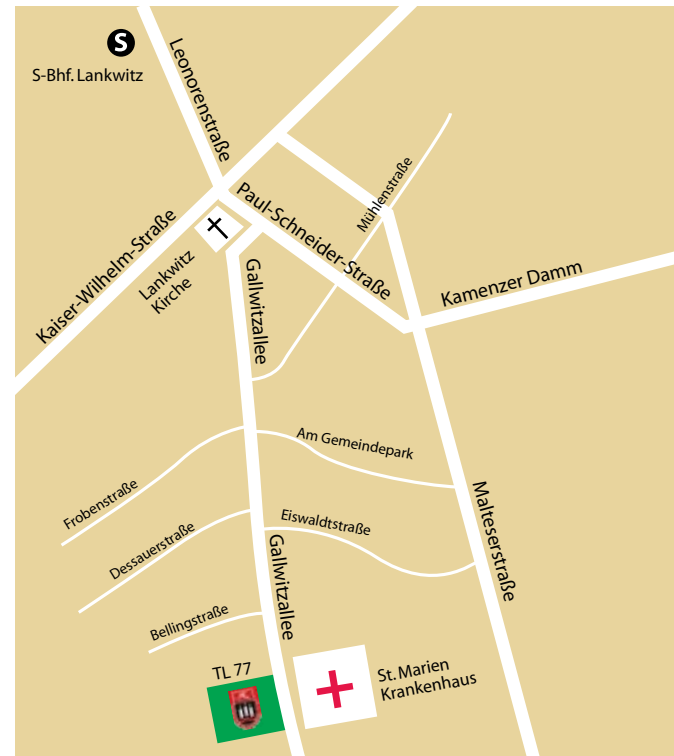 S
S-Bhf. Lankwitz
Leonorenstraße
Kaiser-Wilhelm-Straße
Lankwitz
Kirche
Paul-Schneider-Straße
Mühlenstraße
Gallwitzallee
Kamenzer Damm
Am Gemeindepark
Frobenstraße
Dessauerstraße
Eiswaldtstraße
Malteserstraße
Gallwitzallee
Bellingstraße
TL 77
St. Marien
Krankenhaus